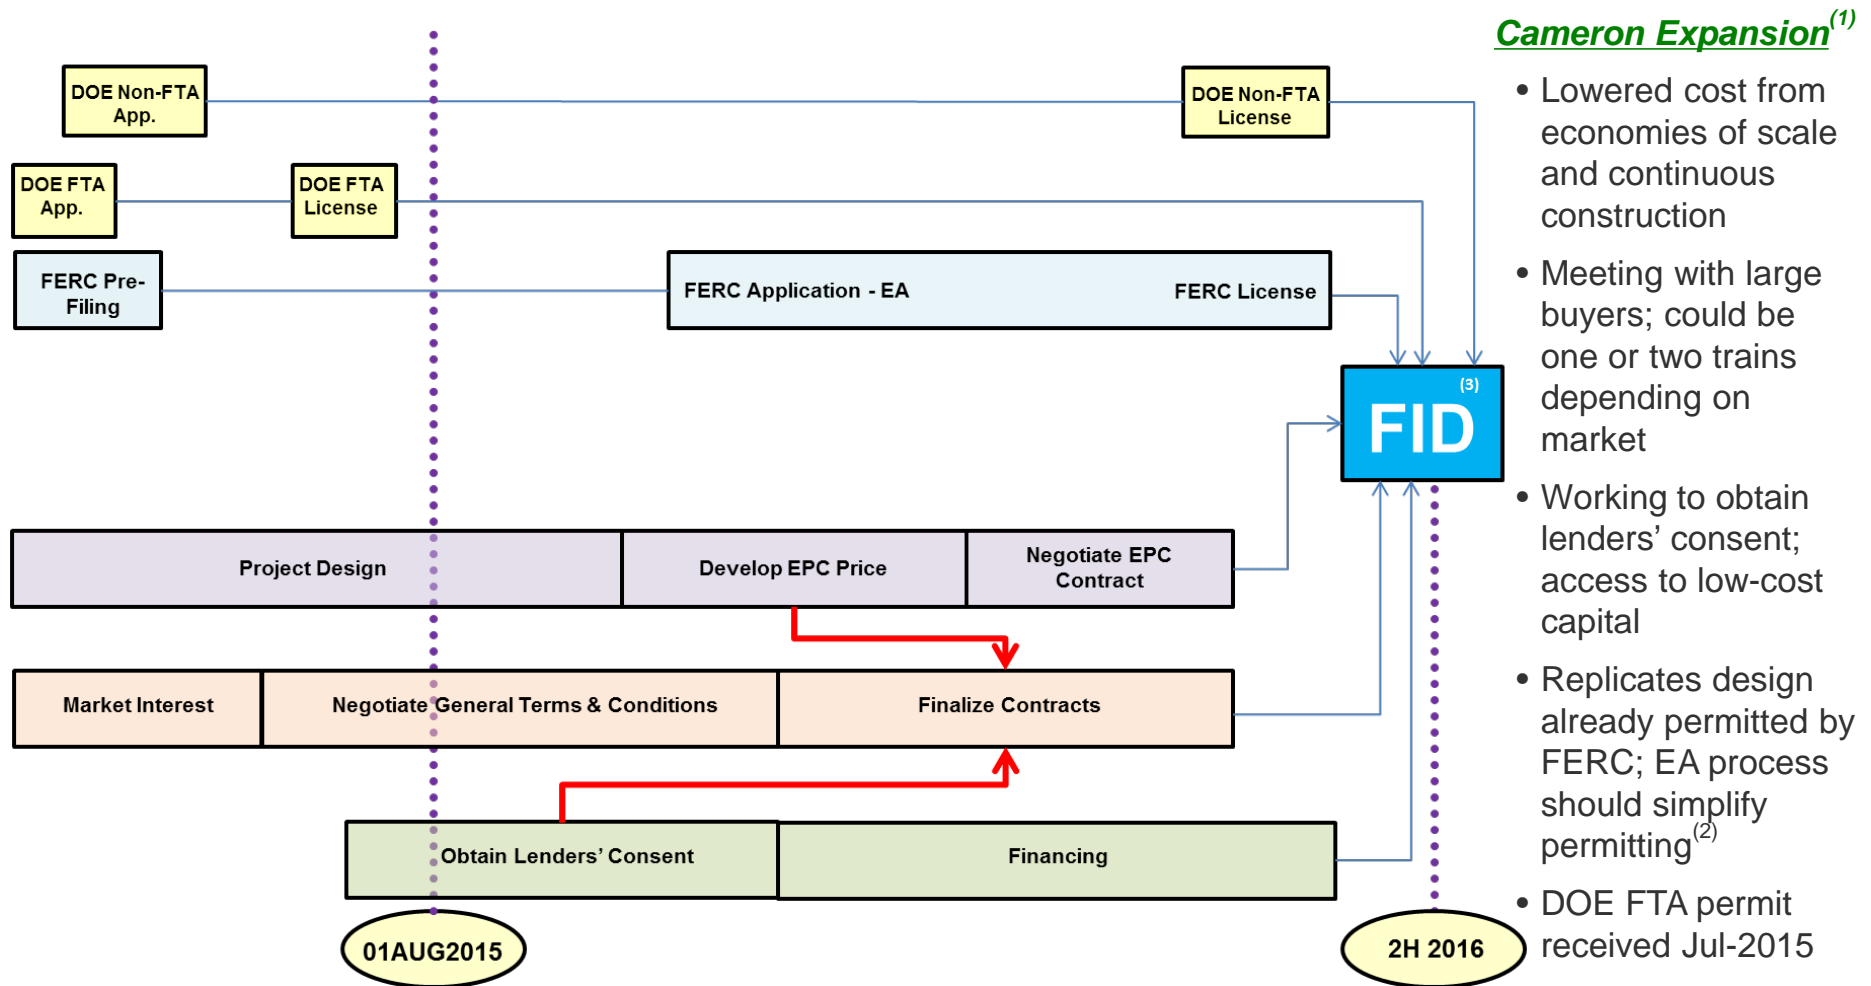 Cameron Expansion(1)
DOE Non-FTA
App.
DOE Non-FTA
License
DOE FTA
App.
DOE FTA
License
FERC Pre-
Filing
FERC Application - EA
FERC License
(3)
FID
Project Design
Develop EPC Price
Negotiate EPC
Contract
Market Interest
Negotiate General Terms & Conditions
Finalize Contracts
Obtain Lenders’ Consent
Financing
01AUG2015
2H 2016
• Lowered cost from
economies of scale
and continuous
construction
• Meeting with large
buyers; could be
one or two trains
depending on
market
• Working to obtain
lenders’ consent;
access to low-cost
capital
• Replicates design
already permitted by
FERC; EA process
should simplify
permitting(2)
• DOE FTA permit
received Jul-2015